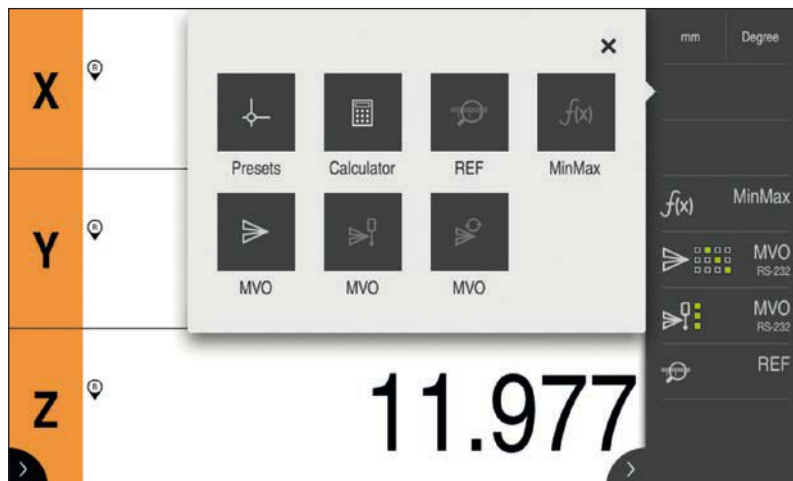 X
R
Y
R
Z
R
11.977
Presets
Calculator
REF
f(x)
MinMax
MVO
MVO
MVO
mm
Degree
f(x)
MinMax
MVO
RS-232
MVO
RS-232
REF